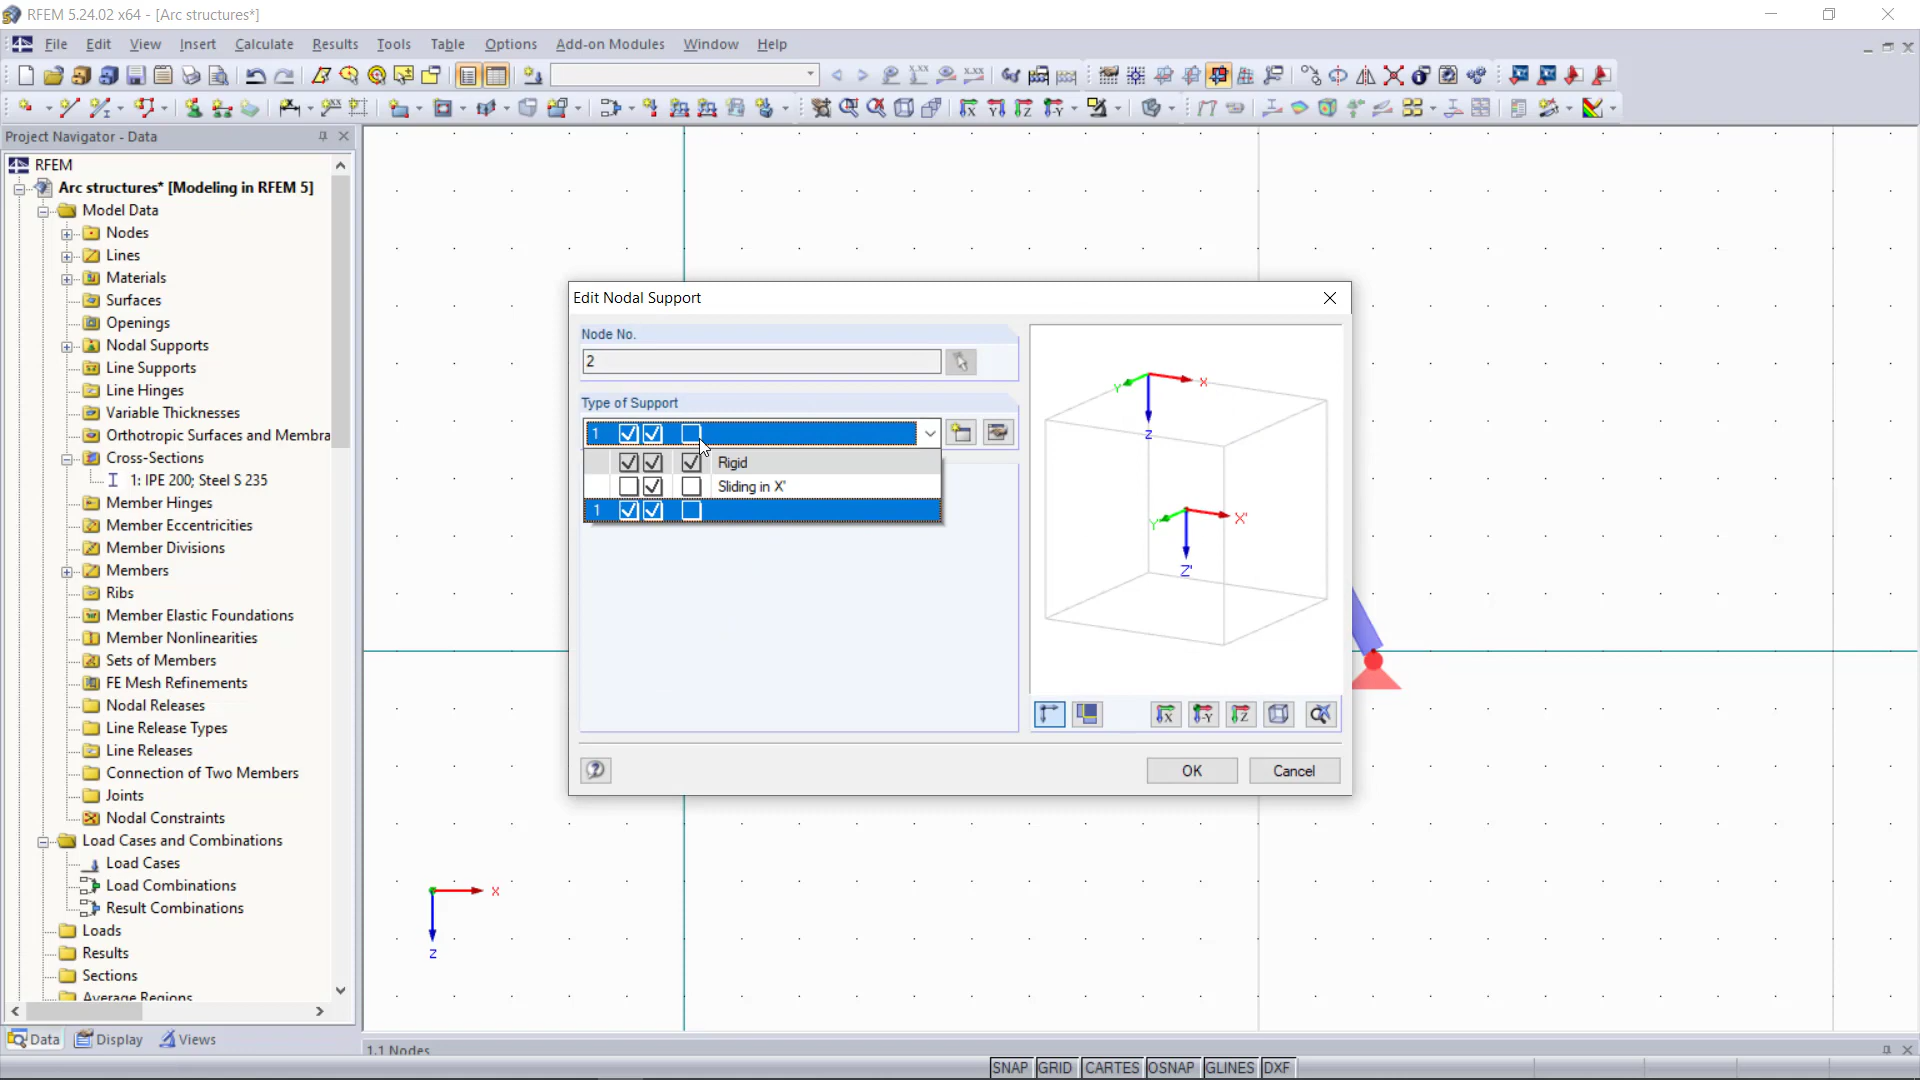 RFEM 5.24.02 x64 - [Arc structures*]
File Edit View Insert Calculate Results Tools Table Options Add-on Modules Window Help
Project Navigator - Data
RFEM
Arc structures* [Modeling in RFEM 5]
Model Data
Nodes
Lines
Materials
Surfaces
Openings
Nodal Supports
Line Supports
Line Hinges
Variable Thicknesses
Orthotropic Surfaces and Membra
Cross-Sections
1: IPE 200; Steel S 235
Member Hinges
Member Eccentricities
Member Divisions
Members
Ribs
Member Elastic Foundations
Member Nonlinearities
Sets of Members
FE Mesh Refinements
Nodal Releases
Line Release Types
Line Releases
Connection of Two Members
Joints
Nodal Constraints
Load Cases and Combinations
Load Cases
Load Combinations
Result Combinations
Loads
Results
Sections
Average Regions
Data Display Views
Edit Nodal Support
Node No.
2
Type of Support
1
Rigid
Sliding in X'
1
Y X
Z
Y' X'
Z'
OK Cancel
X
Z
1.1 Nodes
SNAP GRID CARTES OSNAP GLINES DXF